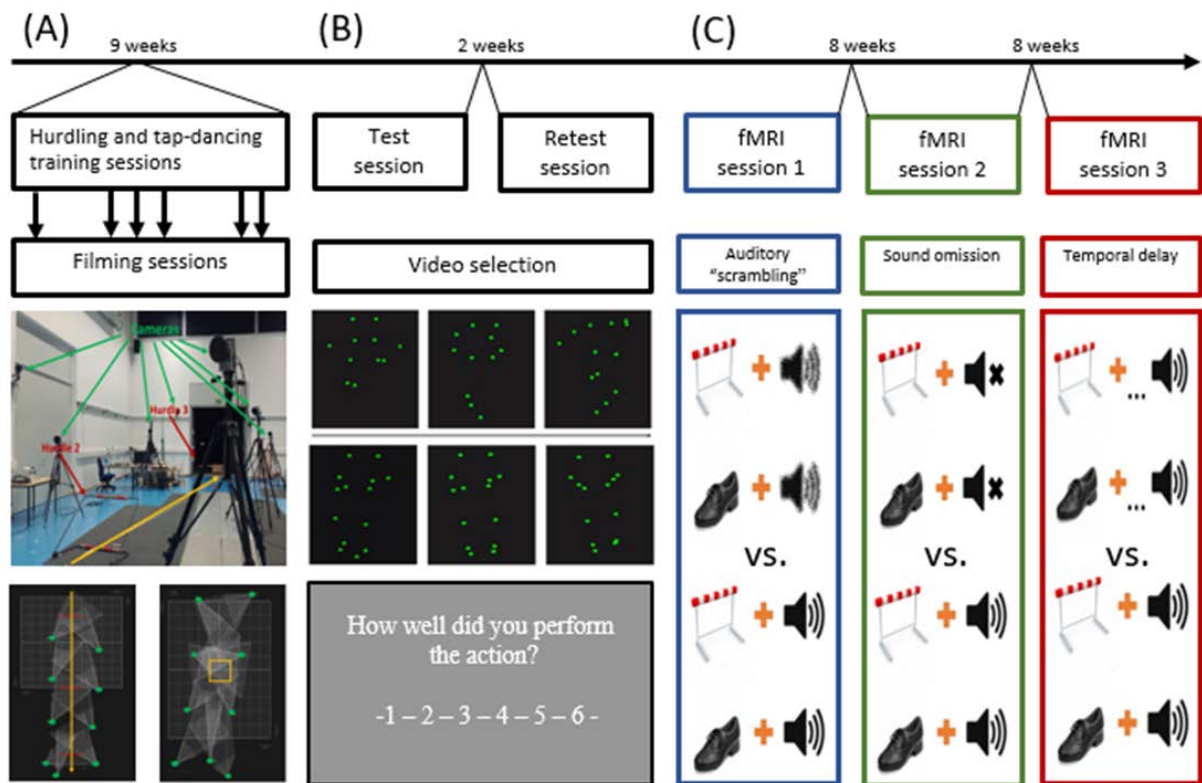 (A)
(B)
(C)
9 weeks
2 weeks
8 weeks
8 weeks
Hurdling and tap-dancing
training sessions
Test
session
Retest
session
fMRI
session 1
fMRI
session 2
fMRI
session 3
Filming sessions
Video selection
Auditory
“scrambling”
Sound omission
Temporal delay
Cameras
Hurdle 3
Hurdle 2
...
...
VS.
VS.
VS.
How well did you perform
the action?
-1 – 2 – 3 – 4 – 5 – 6 -